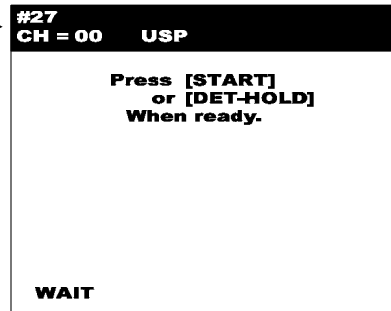 #27
CH = 00 USP
Press [START]
or [DET-HOLD]
When ready.
WAIT